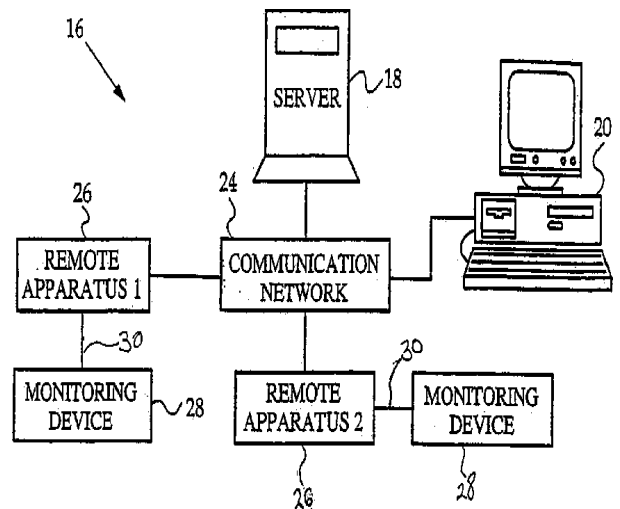 16
SERVER
18
20
24
26
REMOTE
APPARATUS 1
COMMUNICATION
NETWORK
30
MONITORING
DEVICE
28
REMOTE
APPARATUS 2
26
30
MONITORING
DEVICE
28